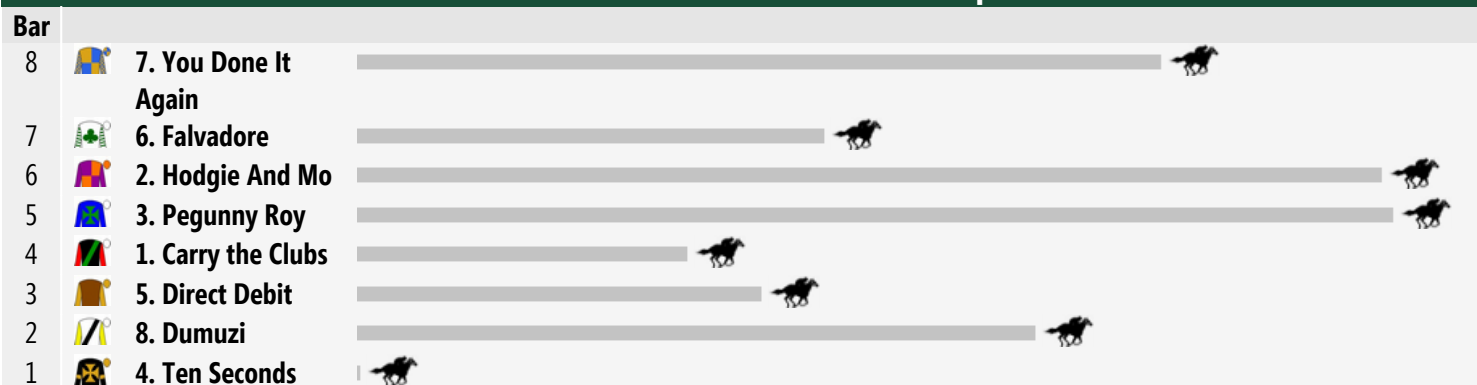 Bar
8 7. You Done It
Again
7 6. Falvadore
6 2. Hodgie And Mo
5 3. Pegunny Roy
4 1. Carry the Clubs
3 5. Direct Debit
2 8. Dumuzi
1 4. Ten Seconds